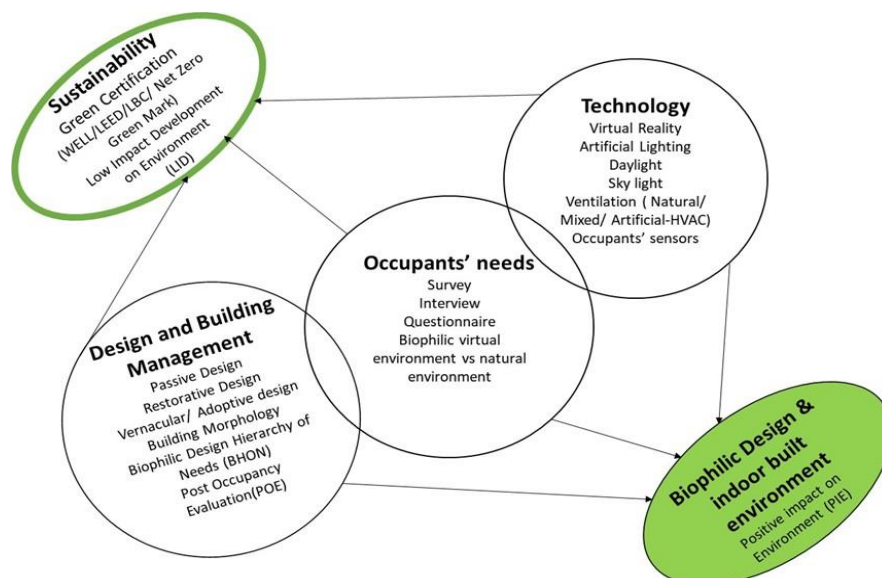 Sustainability
Green Certification
(WELL/LEED/LBC/ Net Zero
Green Mark)
Low Impact Development
on Environment
(LID)
Technology
Virtual Reality
Artificial Lighting
Daylight
Sky light
Ventilation ( Natural/
Mixed/ Artificial-HVAC)
Occupants' sensors
Occupants' needs
Survey
Interview
Questionnaire
Biophilic virtual
environment vs natural
environment
Design and Building
Management
Passive Design
Restorative Design
Vernacular/ Adoptive design
Building Morphology
Biophilic Design Hierarchy of
Needs (BHON)
Post Occupancy
Evaluation(POE)
Biophilic Design &
indoor built
environment
Positive impact on
Environment (PIE)